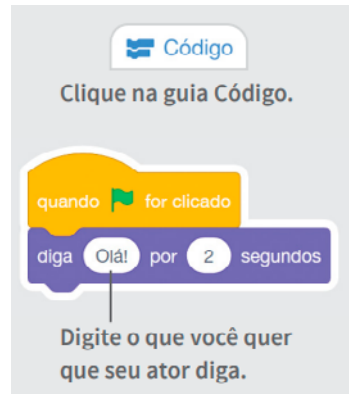 Código
Clique na guia Código.
quando for clicado
diga Olá! por 2 segundos
Digite o que você quer
que seu ator diga.